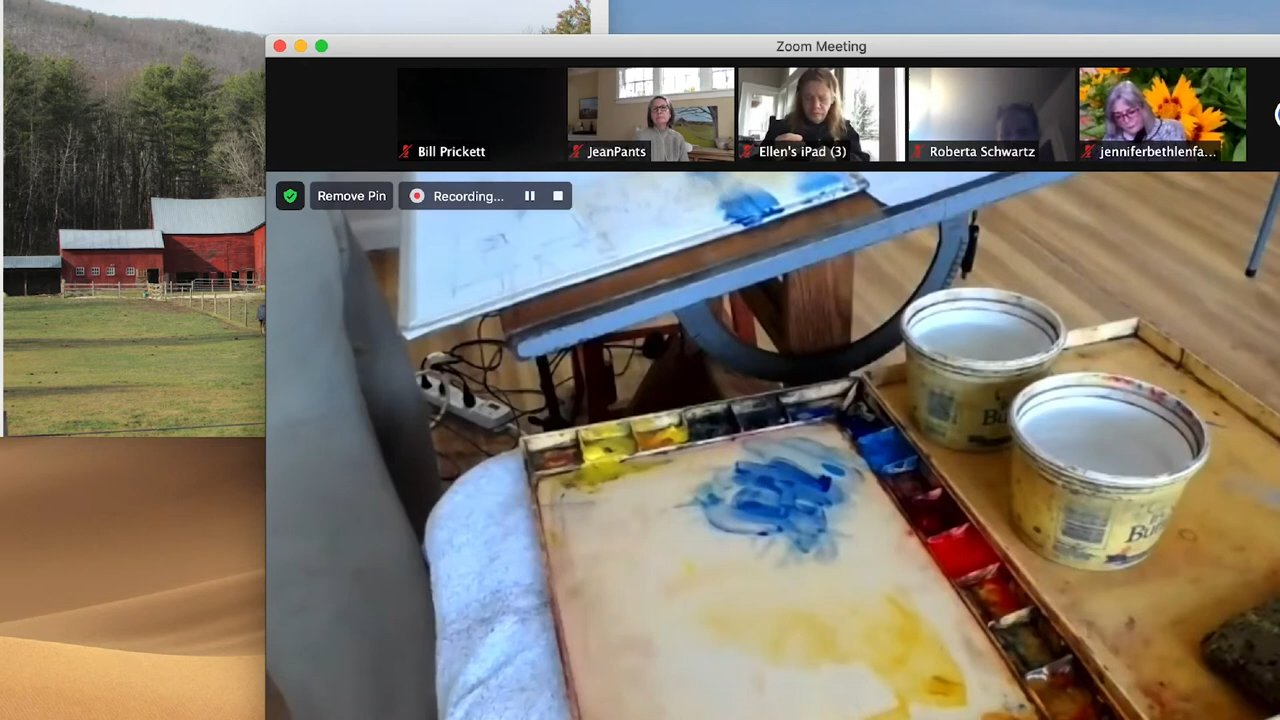 Zoom Meeting
Bill Prickett
JeanPants
Ellen's iPad (3)
Roberta Schwartz
jenniferbethlenfa...
Remove Pin
Recording...